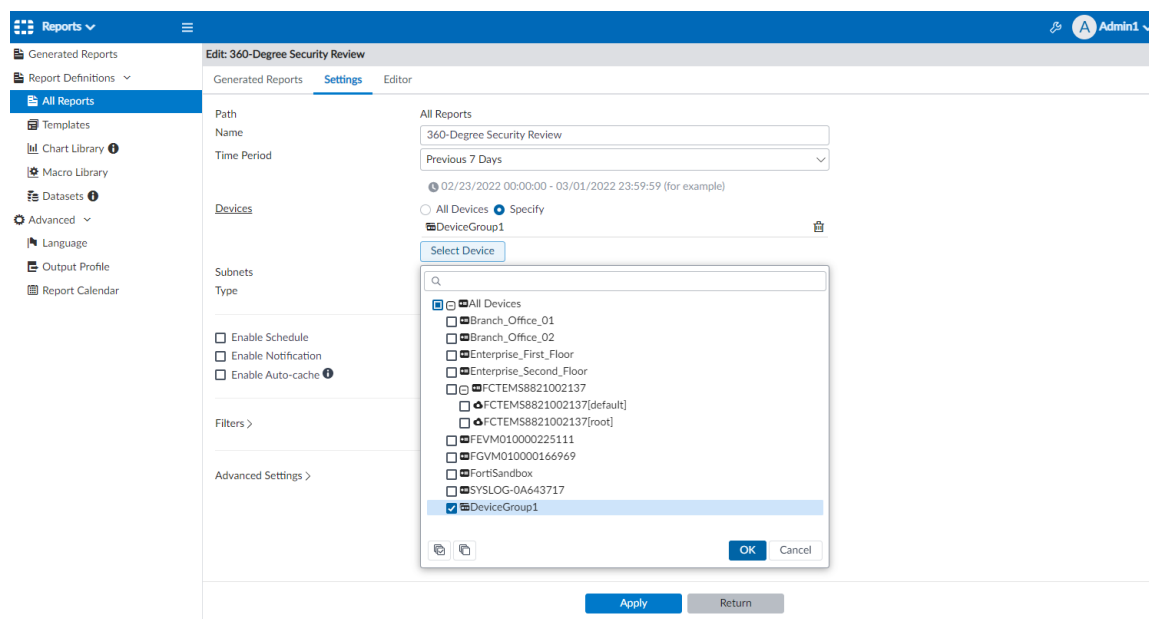 Reports
A Admin1
Generated Reports
Report Definitions
All Reports
Templates
Chart Library
Macro Library
Datasets
Advanced
Language
Output Profile
Report Calendar
Edit: 360-Degree Security Review
Generated Reports Settings Editor
Path All Reports
Name 360-Degree Security Review
Time Period Previous 7 Days
02/23/2022 00:00:00 - 03/01/2022 23:59:59 (for example)
Devices All Devices Specify
DeviceGroup1
Select Device
Subnets
Type
All Devices
Branch_Office_01
Branch_Office_02
Enterprise_First_Floor
Enterprise_Second_Floor
FCTEMS8821002137
FCTEMS8821002137[default]
FCTEMS8821002137[root]
FEVM010000225111
FGVM010000166969
FortiSandbox
SYSLOG-0A643717
DeviceGroup1
OK Cancel
Enable Schedule
Enable Notification
Enable Auto-cache
Filters >
Advanced Settings >
Apply Return